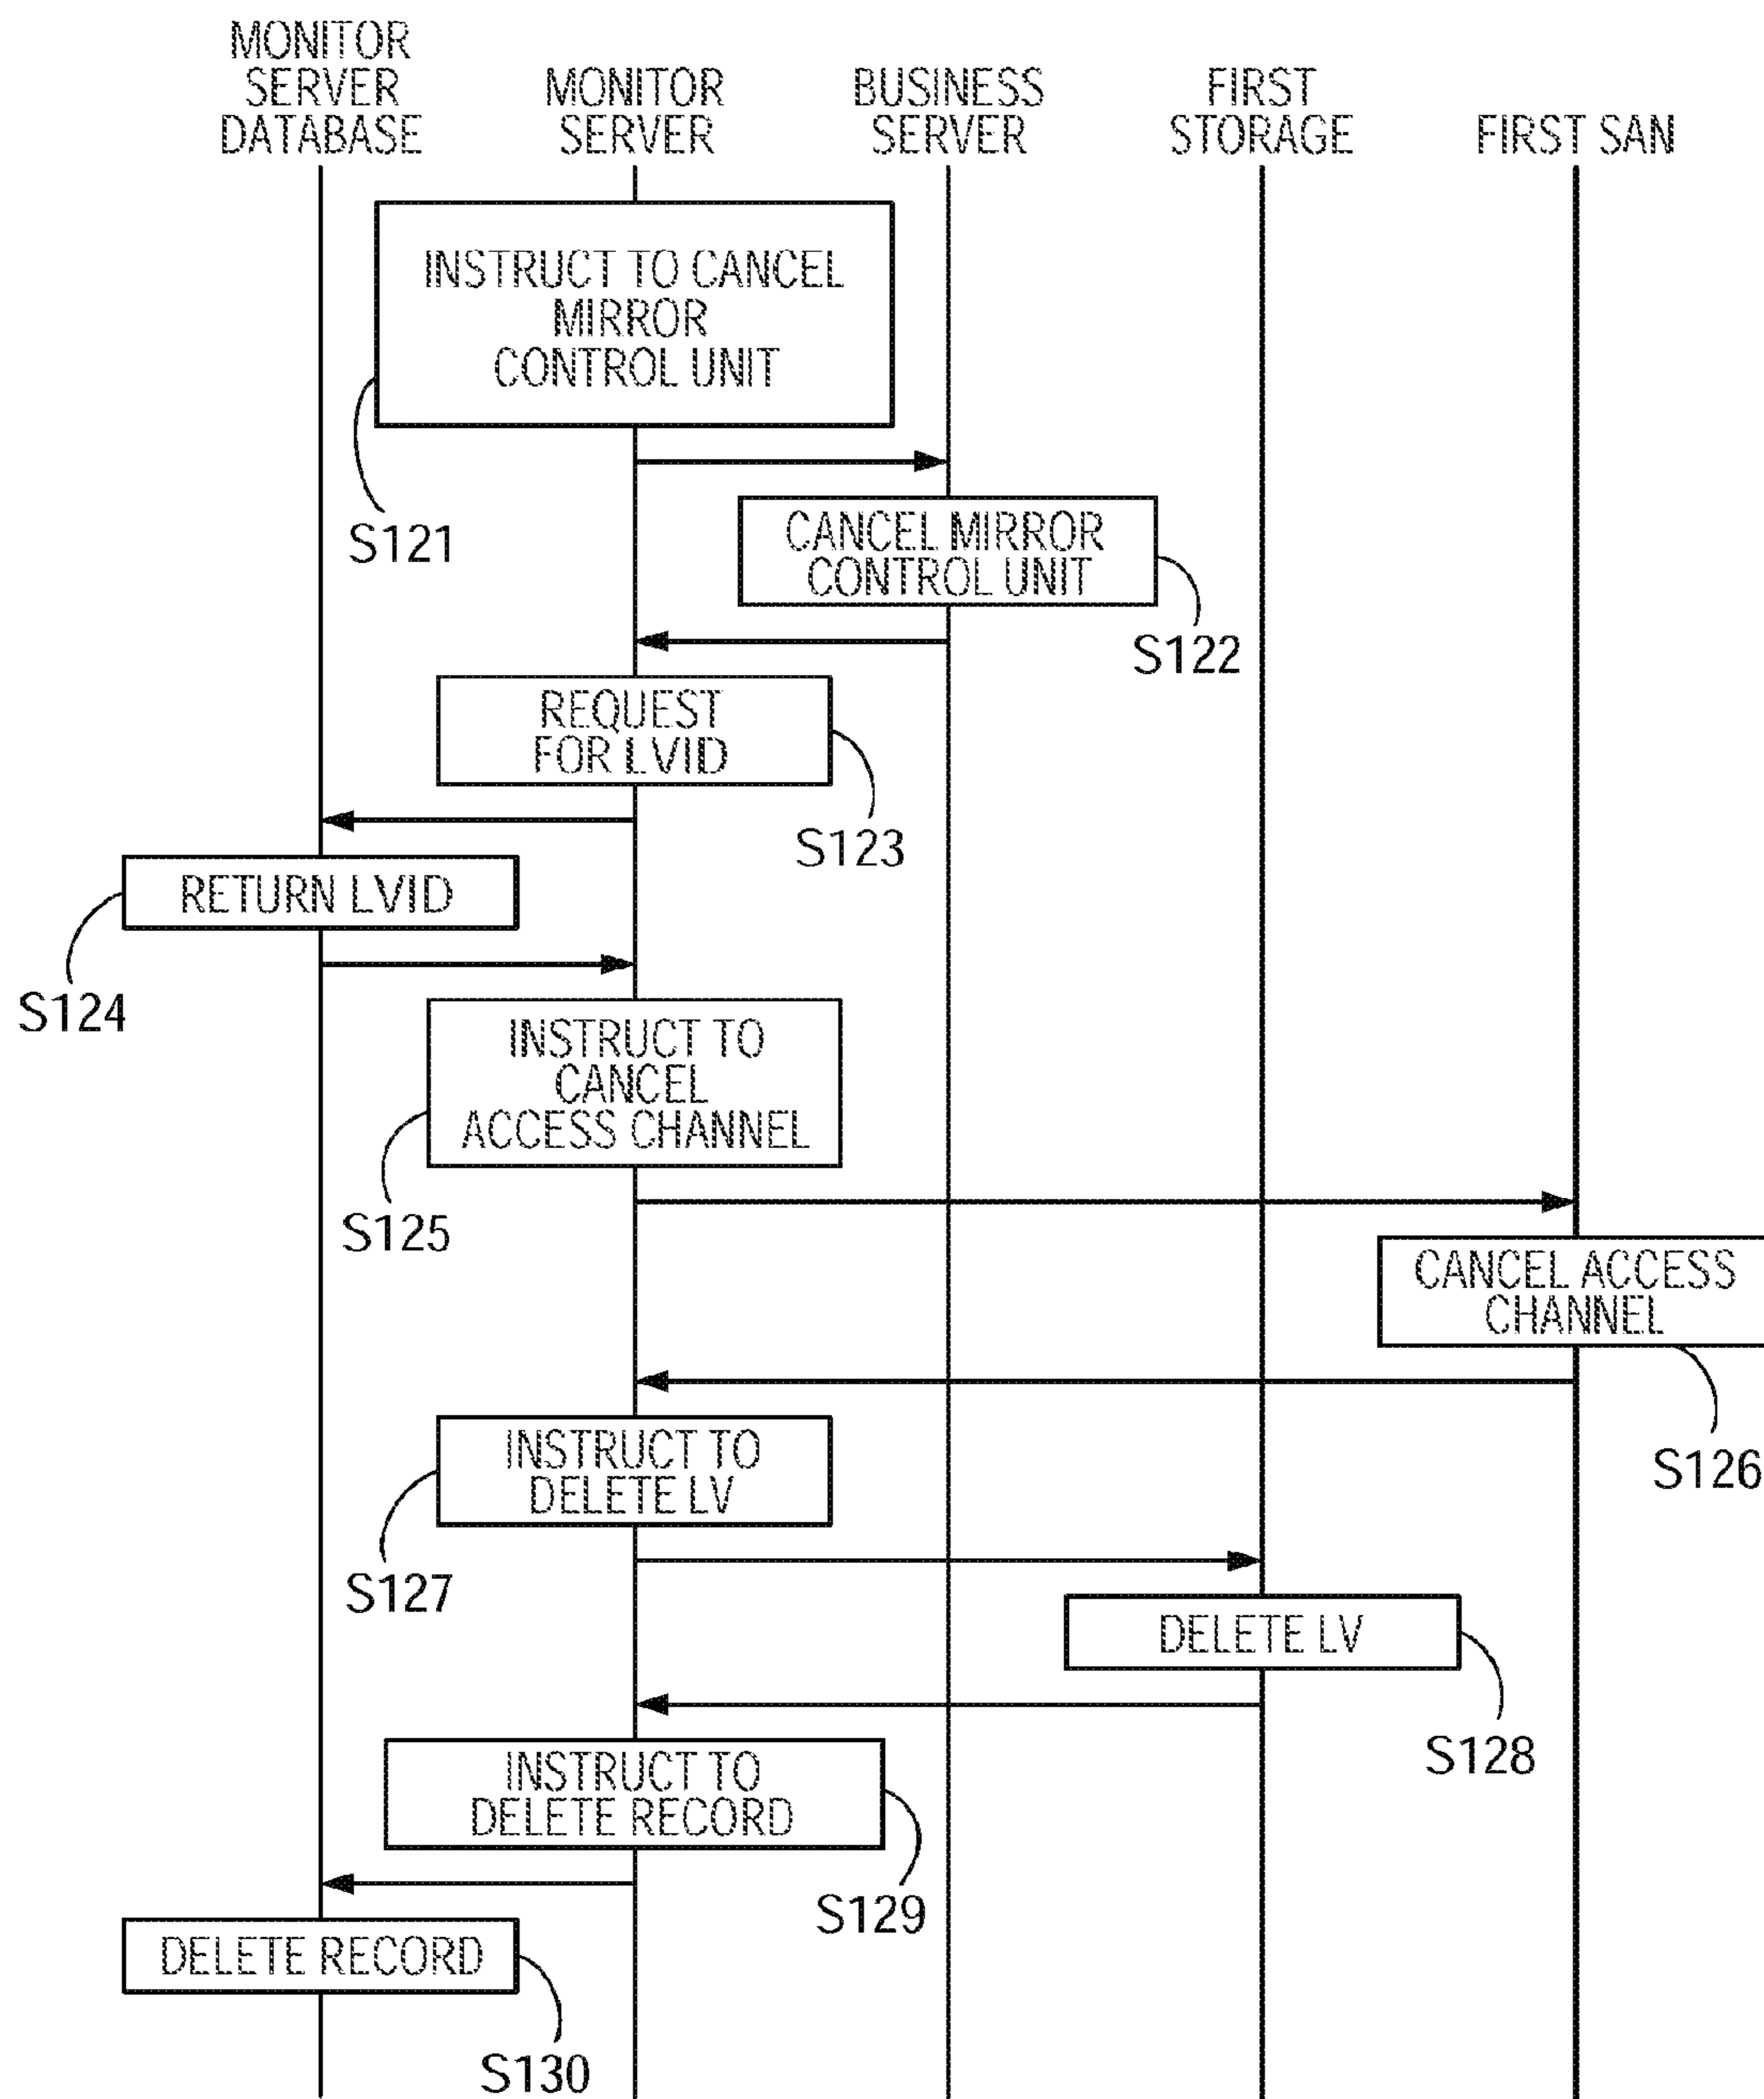 MONITOR
SERVER
DATABASE
MONITOR
SERVER
BUSINESS
SERVER
FIRST
STORAGE
FIRST SAN
INSTRUCT TO CANCEL
MIRROR
CONTROL UNIT
S121
CANCEL MIRROR
CONTROL UNIT
S122
REQUEST
FOR LVID
S123
RETURN LVID
S124
INSTRUCT TO
CANCEL
ACCESS CHANNEL
S125
CANCEL ACCESS
CHANNEL
S126
INSTRUCT TO
DELETE LV
S127
DELETE LV
S128
INSTRUCT TO
DELETE RECORD
S129
DELETE RECORD
S130